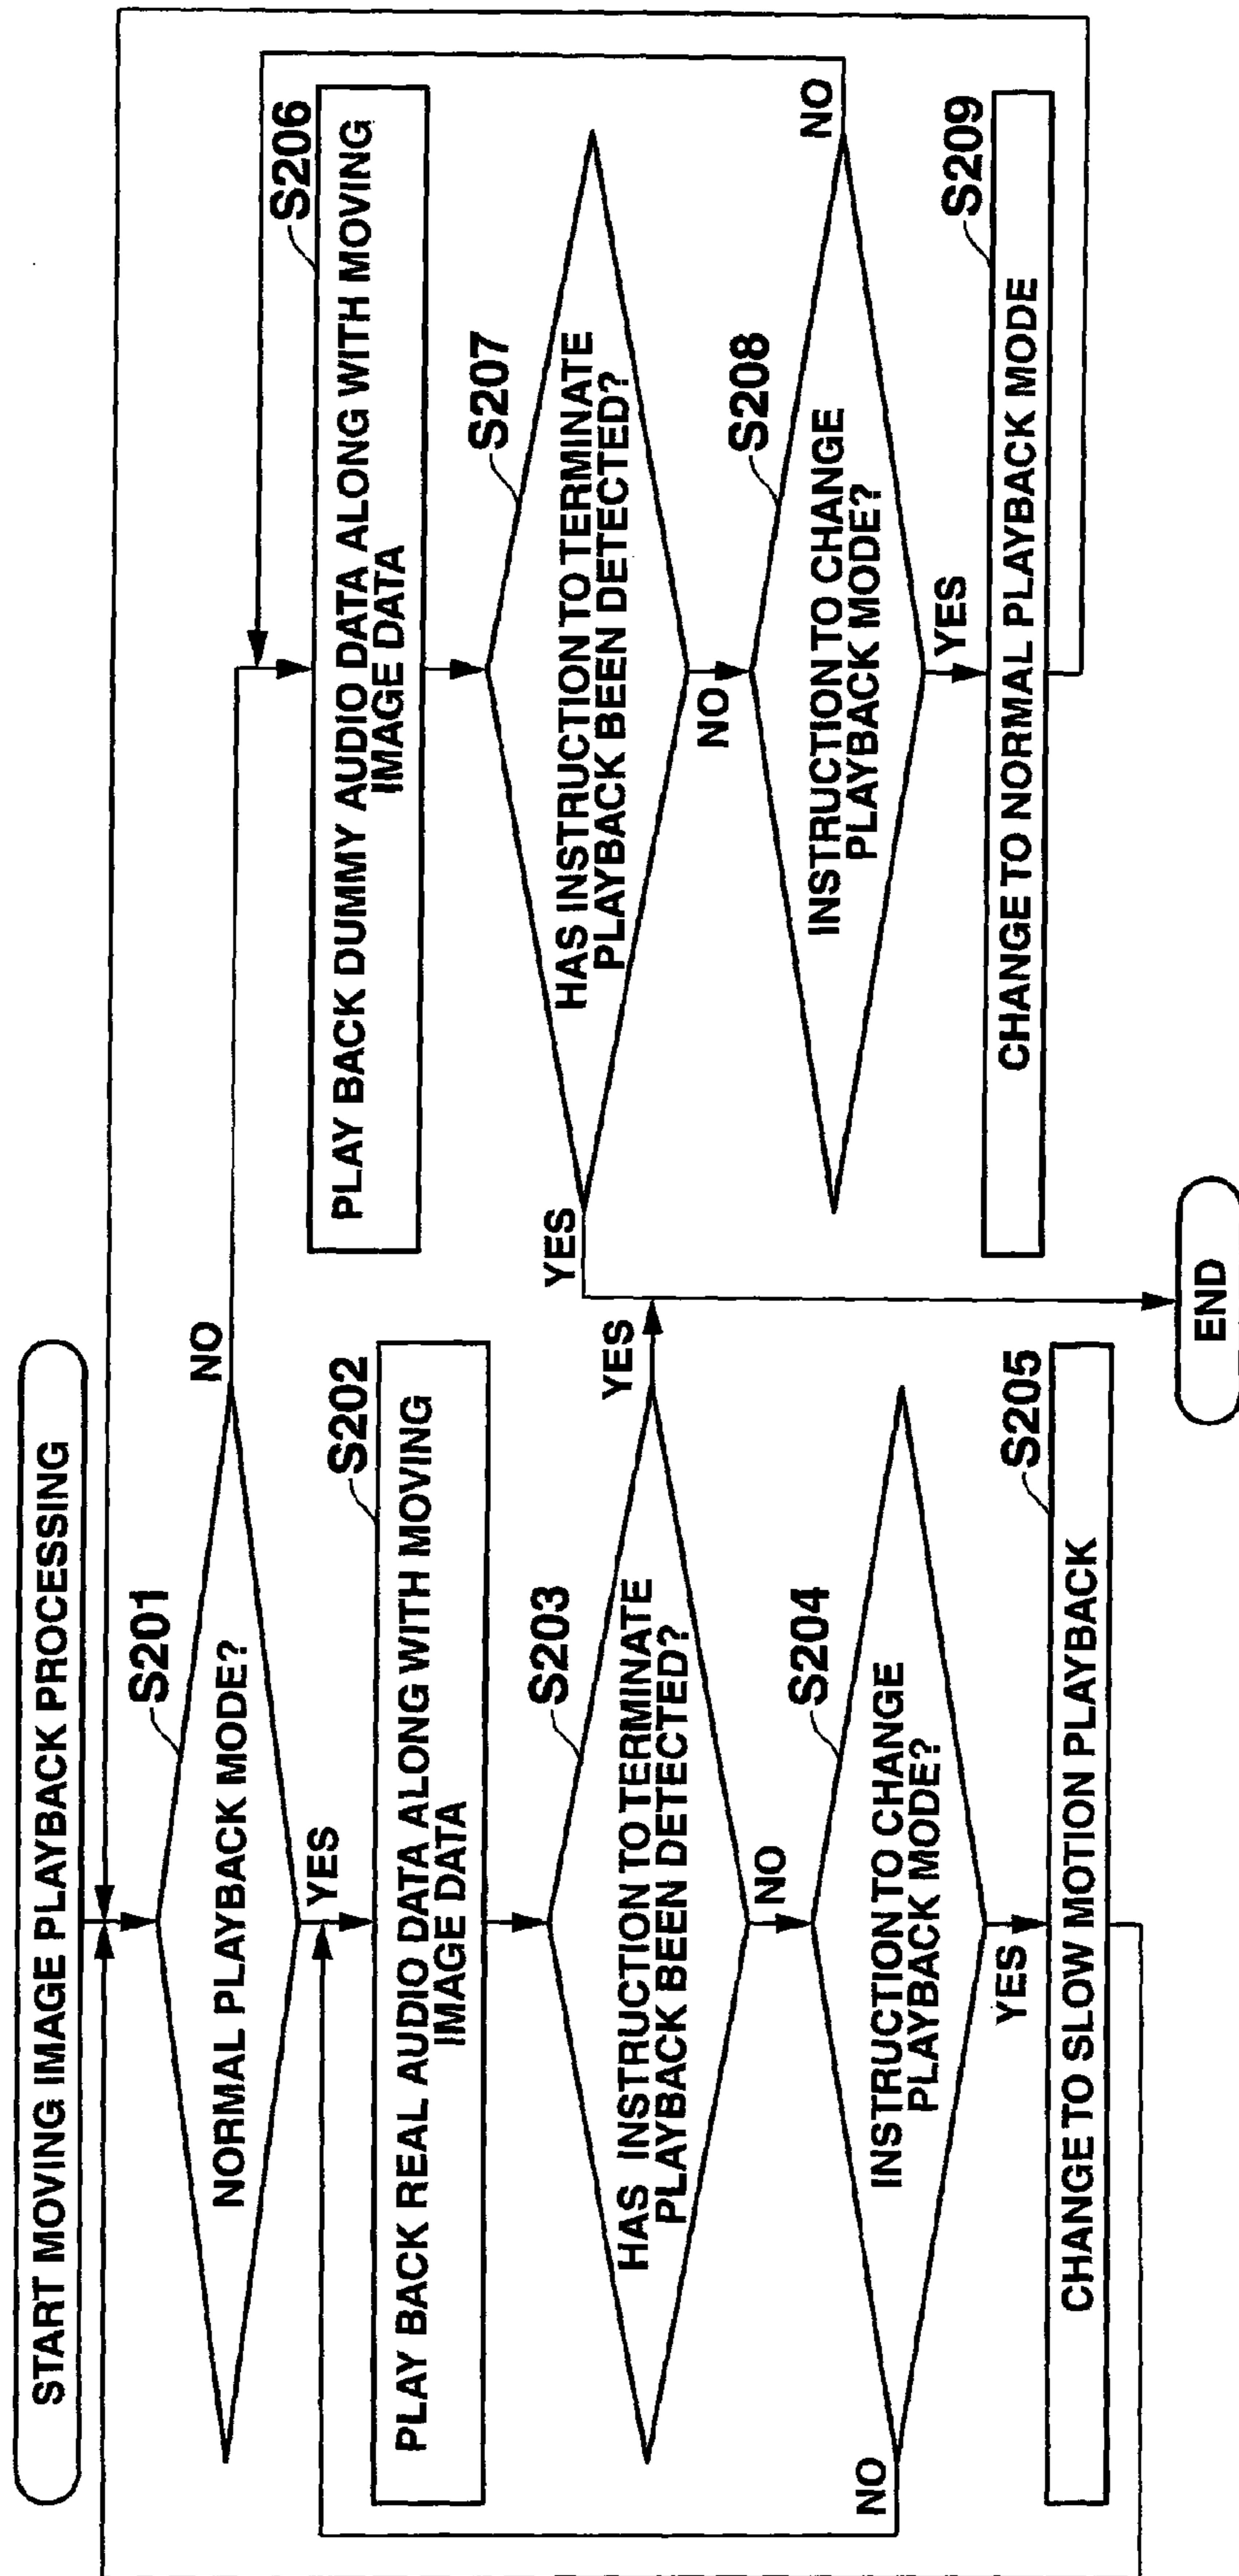 START MOVING IMAGE PLAYBACK PROCESSING
S201
NORMAL PLAYBACK MODE?
NO
YES
S202
PLAY BACK REAL AUDIO DATA ALONG WITH MOVING
IMAGE DATA
S203
HAS INSTRUCTION TO TERMINATE
PLAYBACK BEEN DETECTED?
YES
NO
S204
INSTRUCTION TO CHANGE
PLAYBACK MODE?
NO
YES
S205
CHANGE TO SLOW MOTION PLAYBACK
S206
PLAY BACK DUMMY AUDIO DATA ALONG WITH MOVING
IMAGE DATA
S207
HAS INSTRUCTION TO TERMINATE
PLAYBACK BEEN DETECTED?
YES
NO
S208
INSTRUCTION TO CHANGE
PLAYBACK MODE?
NO
YES
S209
CHANGE TO NORMAL PLAYBACK MODE
END